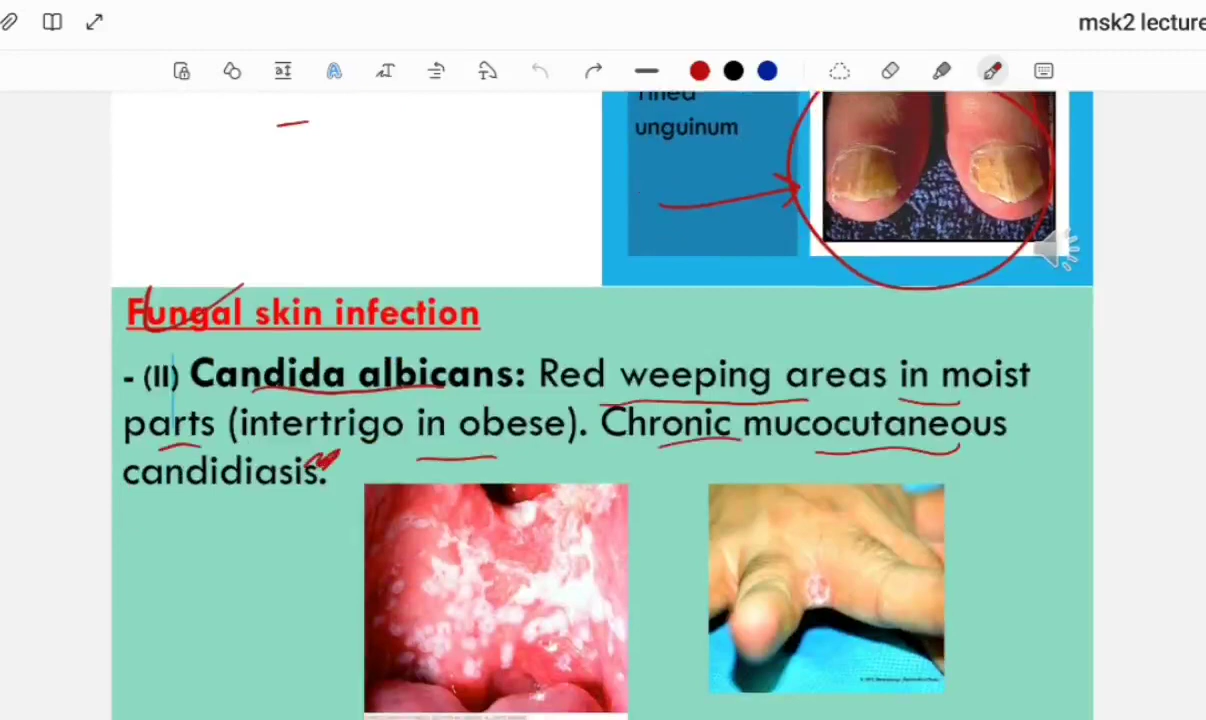 msk2 lecture
Tinea
unguinum
Fungal skin infection
- (II) Candida albicans: Red weeping areas in moist
parts (intertrigo in obese). Chronic mucocutaneous
candidiasis.